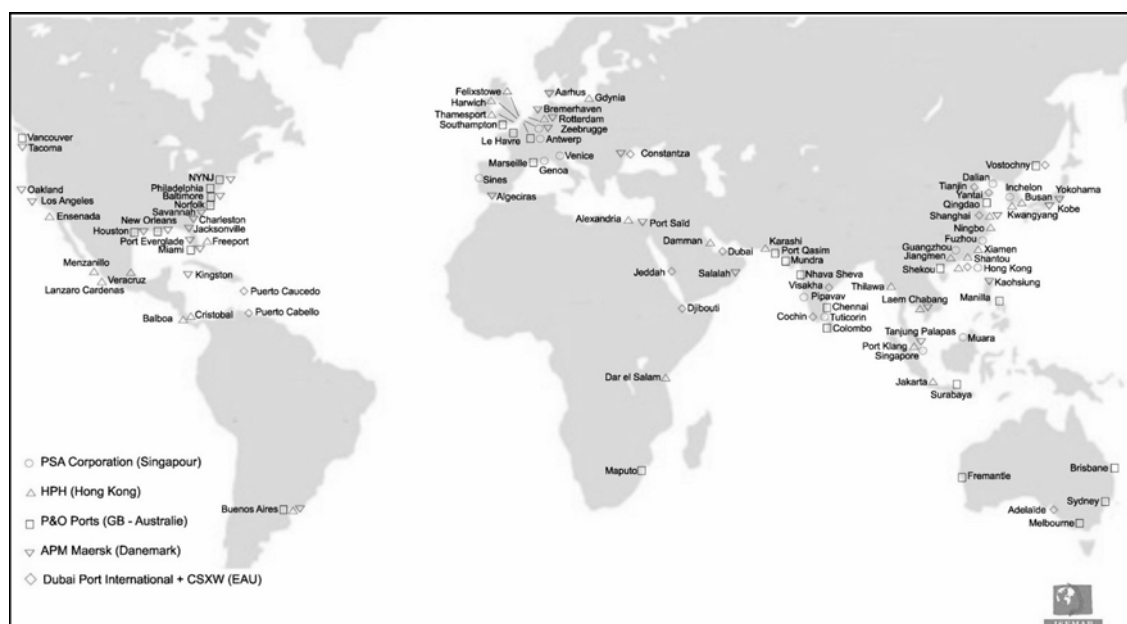 Felixstowe
Aarhus
Harwich
Gdynia
Bremerhaven
Thamesport
Rotterdam
Southampton
Zeebrugge
Le Havre
Antwerp
Vancouver
Tacoma
Venice
Constantza
Marseille
Genoa
Vostochny
NYNJ
Sines
Dalian
Philadelphia
Tianjin
Inchelon
Oakland
Baltimore
Algeciras
Yantai
Busan
Yokohama
Los Angeles
Norfolk
Qingdao
Kobe
Savannah
Ensenada
New Orleans
Charleston
Alexandria
Port Saïd
Shanghai
Kwangyang
Houston
Jacksonville
Ningbo
Port Everglade
Freeport
Damman
Karashi
Fuzhou
Miami
Dubai
Port Qasim
Guangzhou
Xiamen
Jiangmen
Shantou
Manzanillo
Mundra
Shekou
Hong Kong
Veracruz
Kingston
Jeddah
Salalah
Nhava Sheva
Kaohsiung
Lanzaro Cardenas
Visakha
Thilawa
Puerto Caucedo
Pipavav
Laem Chabang
Manilla
Djibouti
Chennai
Balboa
Cristobal
Puerto Cabello
Cochin
Tuticorin
Colombo
Tanjung Palapas
Muara
Port Klang
Singapore
Dar el Salam
Jakarta
Surabaya
PSA Corporation (Singapour)
Maputo
Fremantle
Brisbane
HPH (Hong Kong)
Buenos Aires
Sydney
Adelaïde
P&O Ports (GB - Australie)
Melbourne
APM Maersk (Danemark)
Dubai Port International + CSXW (EAU)